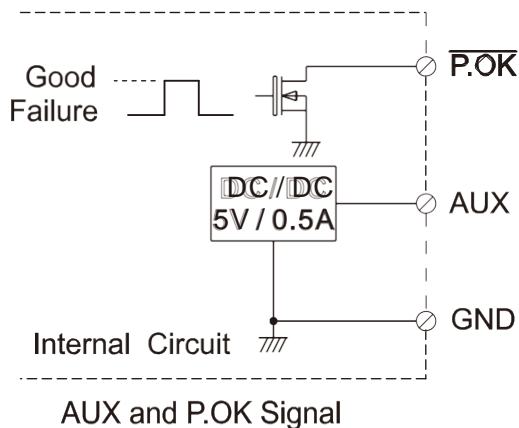 P.OK
Good
Failure
DC//DC
5V / 0.5A
AUX
GND
Internal Circuit
AUX and P.OK Signal